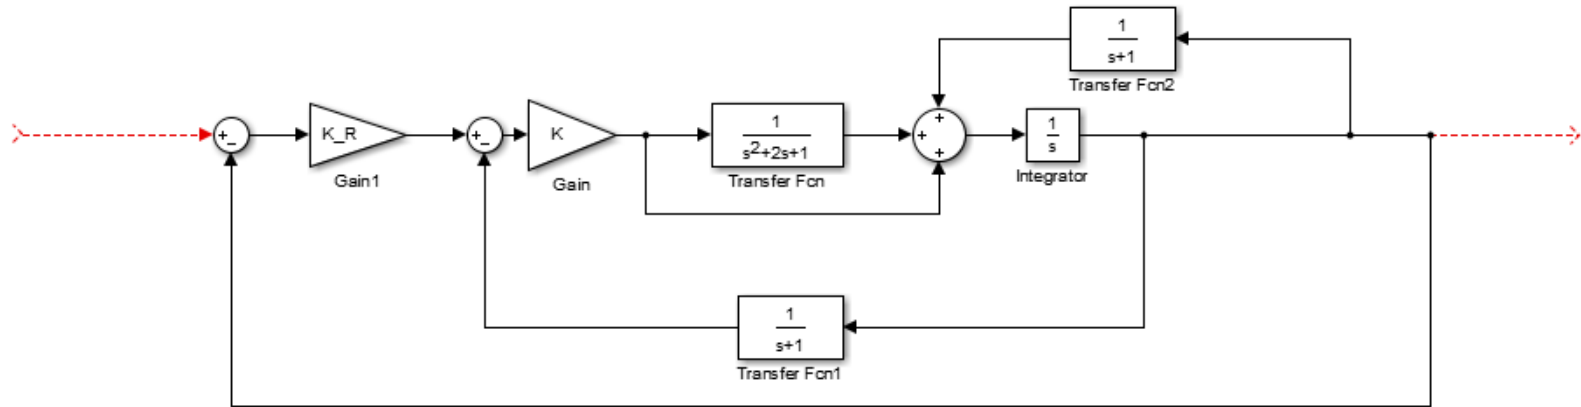 1
s+1
Transfer Fcn2
+
-
K_R
Gain1
+
-
K
Gain
1
s²+2s+1
Transfer Fcn
+
+
+
1
s
Integrator
1
s+1
Transfer Fcn1